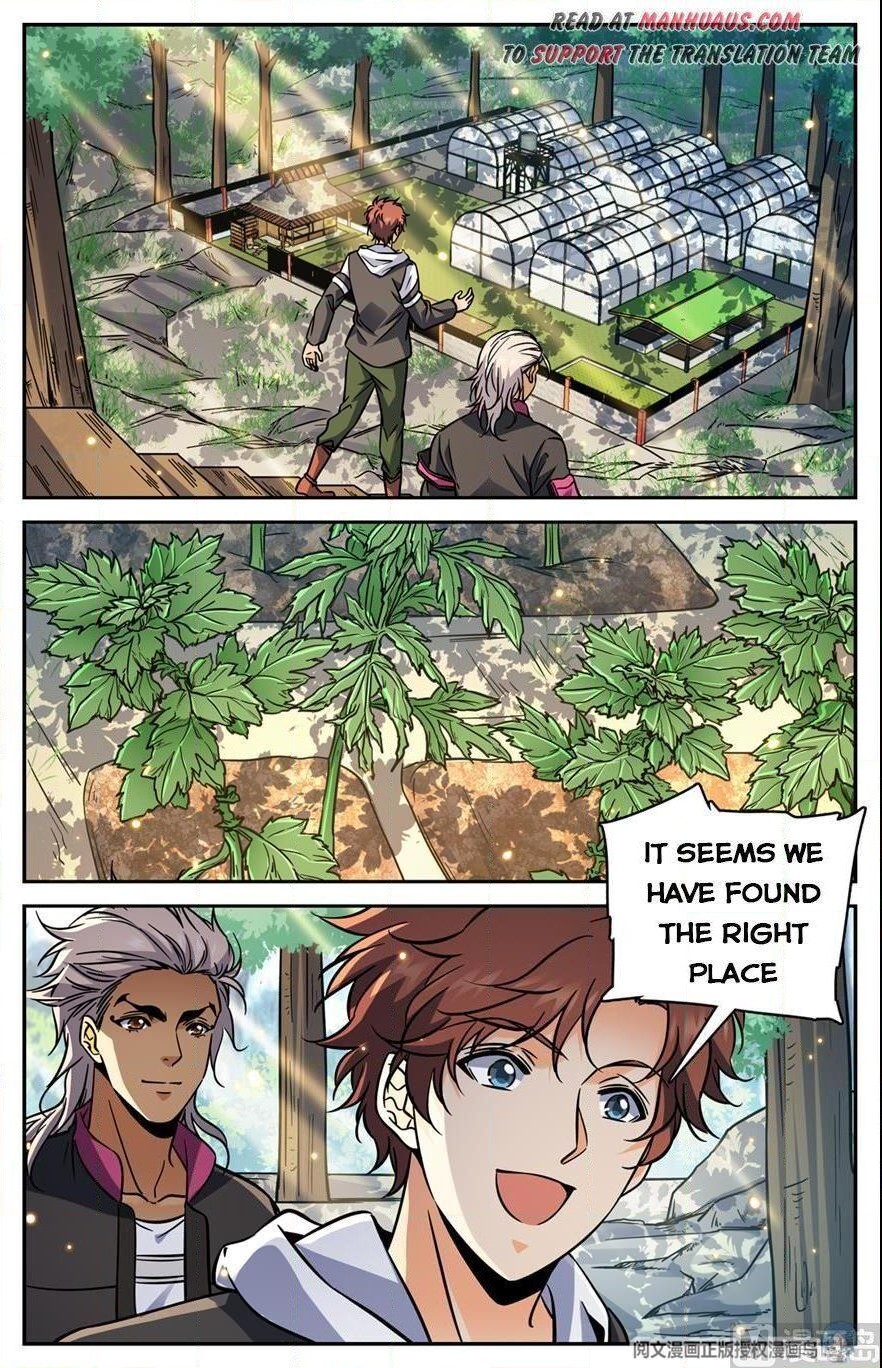 READ AT MANHUAUS.COM
TO SUPPORT THE TRANSLATION TEAM
IT SEEMS WE
HAVE FOUND
THE RIGHT
PLACE
阅文漫画正版授权漫画岛